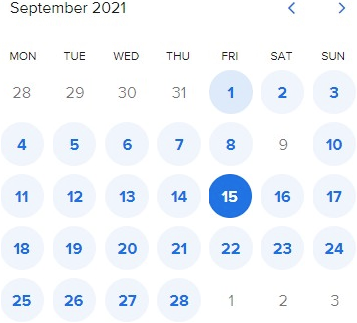 September 2021
MON TUE WED THU FRI SAT SUN
28 29 30 31 1 2 3
4 5 6 7 8 9 10
11 12 13 14 15 16 17
18 19 20 21 22 23 24
25 26 27 28 1 2 3